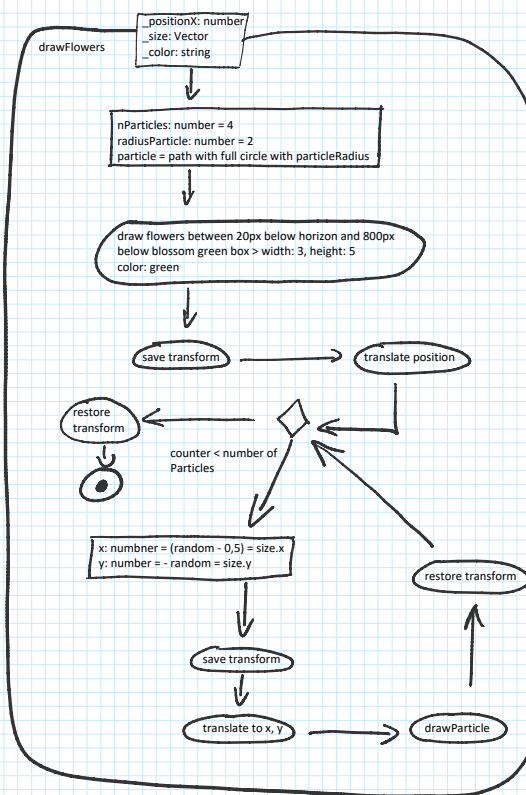 _positionX: number
_size: Vector
_color: string
drawFlowers
nParticles: number = 4
radiusParticle: number = 2
particle = path with full circle with particleRadius
draw flowers between 20px below horizon and 800px
below blossom green box > width: 3, height: 5
color: green
save transform
translate position
restore
transform
counter < number of
Particles
x: numbner = (random - 0,5) = size.x
y: number = - random = size.y
restore transform
save transform
translate to x, y
drawParticle